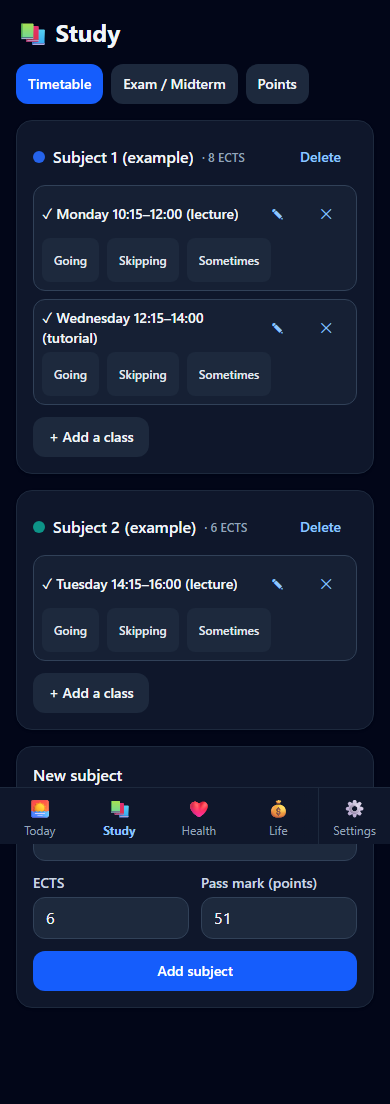 Study
Timetable
Exam / Midterm
Points
Subject 1 (example) · 8 ECTS
Delete
✓ Monday 10:15–12:00 (lecture)
Going
Skipping
Sometimes
✓ Wednesday 12:15–14:00
(tutorial)
Going
Skipping
Sometimes
+ Add a class
Subject 2 (example) · 6 ECTS
Delete
✓ Tuesday 14:15–16:00 (lecture)
Going
Skipping
Sometimes
+ Add a class
New subject
Today
Study
Health
Life
Settings
ECTS
Pass mark (points)
6
51
Add subject